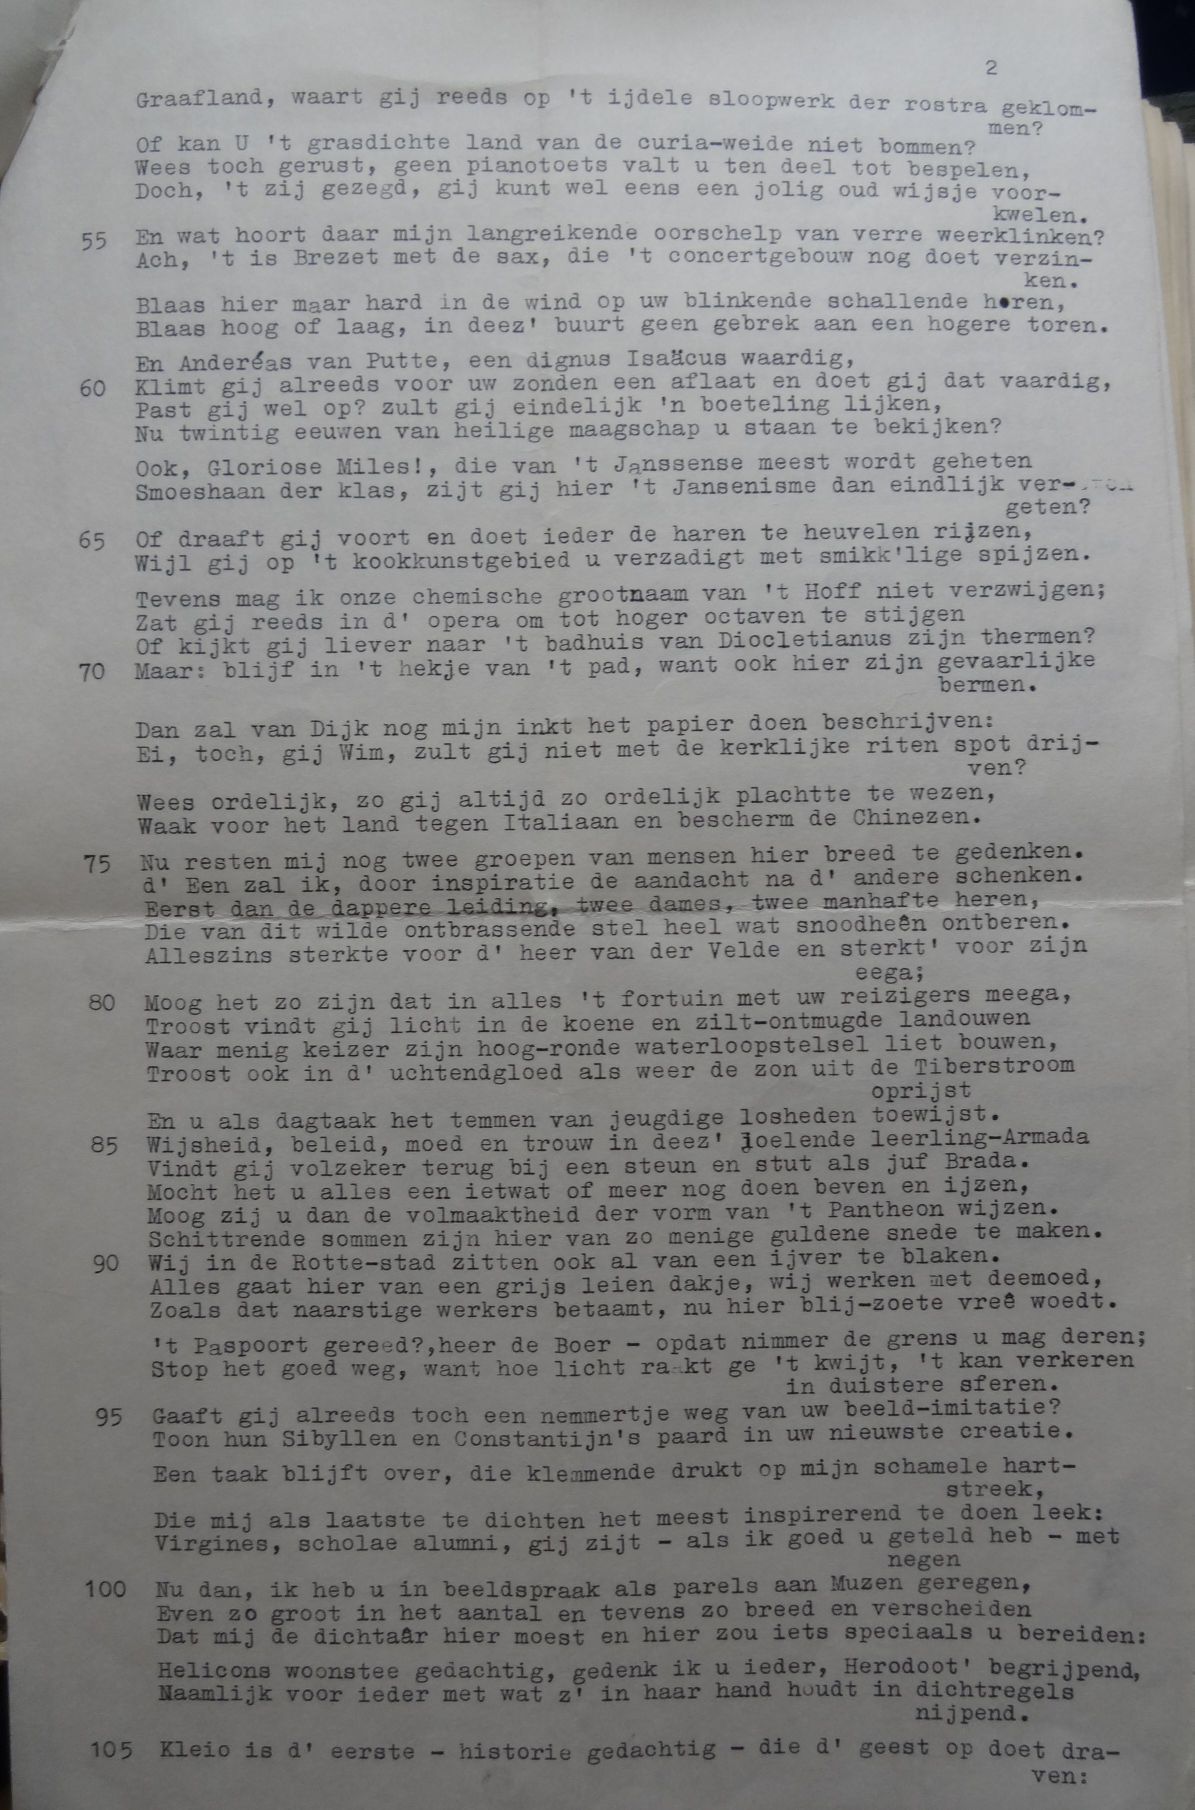 2
Graafland, waart gij reeds op 't ijdele sloopwerk der rostra geklom-
men?
Of kan U 't grasdichte land van de curia-weide niet bommen?
Wees toch gerust, geen pianotoets valt u ten deel tot bespelen,
Doch, 't zij gezegd, gij kunt wel eens een jolig oud wijsje voor-
kwelen.
55 En wat hoort daar mijn langreikende oorschelp van verre weerklinken?
Ach, 't is Brezet met de sax, die 't concertgebouw nog doet verzin-
ken.
Blaas hier maar hard in de wind op uw blinkende schallende horen,
Blaas hoog of laag, in deez' buurt geen gebrek aan een hogere toren.
En Anderéas van Putte, een dignus Isaäcus waardig,
60 Klimt gij alreeds voor uw zonden een aflaat en doet gij dat vaardig,
Past gij wel op? zult gij eindelijk 'n boeteling lijken,
Nu twintig eeuwen van heilige maagschap u staan te bekijken?
Ook, Gloriose Miles!, die van 't Janssense meest wordt geheten
Smoeshaan der klas, zijt gij hier 't Jansenisme dan eindlijk ver-
geten?
65 Of draaft gij voort en doet ieder de haren te heuvelen rijzen,
Wijl gij op 't kookkunstgebied u verzadigt met smikk'lige spijzen.
Tevens mag ik onze chemische grootnaam van 't Hoff niet verzwijgen;
Zat gij reeds in d' opera om tot hoger octaven te stijgen
Of kijkt gij liever naar 't badhuis van Diocletianus zijn thermen?
70 Maar: blijf in 't hekje van 't pad, want ook hier zijn gevaarlijke
bermen.
Dan zal van Dijk nog mijn inkt het papier doen beschrijven:
Ei, toch, gij Wim, zult gij niet met de kerklijke riten spot drij-
ven?
Wees ordelijk, zo gij altijd zo ordelijk plachtte te wezen,
Waak voor het land tegen Italiaan en bescherm de Chinezen.
75 Nu resten mij nog twee groepen van mensen hier breed te gedenken.
d' Een zal ik, door inspiratie de aandacht na d' andere schenken.
Eerst dan de dappere leiding, twee dames, twee manhafte heren,
Die van dit wilde ontbrassende stel heel wat snoodheên ontberen.
Alleszins sterkte voor d' heer van der Velde en sterkt' voor zijn
eega;
80 Moog het zo zijn dat in alles 't fortuin met uw reizigers meega,
Troost vindt gij licht in de koene en zilt-ontmugde landouwen
Waar menig keizer zijn hoog-ronde waterloopstelsel liet bouwen,
Troost ook in d' uchtendgloed als weer de zon uit de Tiberstroom
oprijst
En u als dagtaak het temmen van jeugdige losheden toewijst.
85 Wijsheid, beleid, moed en trouw in deez' joelende leerling-Armada
Vindt gij volzeker terug bij een steun en stut als juf Brada.
Mocht het u alles een ietwat of meer nog doen beven en ijzen,
Moog zij u dan de volmaaktheid der vorm van 't Pantheon wijzen.
Schittrende sommen zijn hier van zo menige guldene snede te maken.
90 Wij in de Rotte-stad zitten ook al van een ijver te blaken.
Alles gaat hier van een grijs leien dakje, wij werken met deemoed,
Zoals dat naarstige werkers betaamt, nu hier blij-zoete vreê woedt.
't Paspoort gereed?,heer de Boer - opdat nimmer de grens u mag deren;
Stop het goed weg, want hoe licht raakt ge 't kwijt, 't kan verkeren
in duistere sferen.
95 Gaaft gij alreeds toch een nemmertje weg van uw beeld-imitatie?
Toon hun Sibyllen en Constantijn's paard in uw nieuwste creatie.
Een taak blijft over, die klemmende drukt op mijn schamele hart-
streek,
Die mij als laatste te dichten het meest inspirerend te doen leek:
Virgines, scholae alumni, gij zijt - als ik goed u geteld heb - met
negen
100 Nu dan, ik heb u in beeldspraak als parels aan Muzen geregen,
Even zo groot in het aantal en tevens zo breed en verscheiden
Dat mij de dichtaâr hier moest en hier zou iets speciaals u bereiden:
Helicons woonstee gedachtig, gedenk ik u ieder, Herodoot' begrijpend,
Naamlijk voor ieder met wat z' in haar hand houdt in dichtregels
nijpend.
105 Kleio is d' eerste - historie gedachtig - die d' geest op doet dra-
ven: